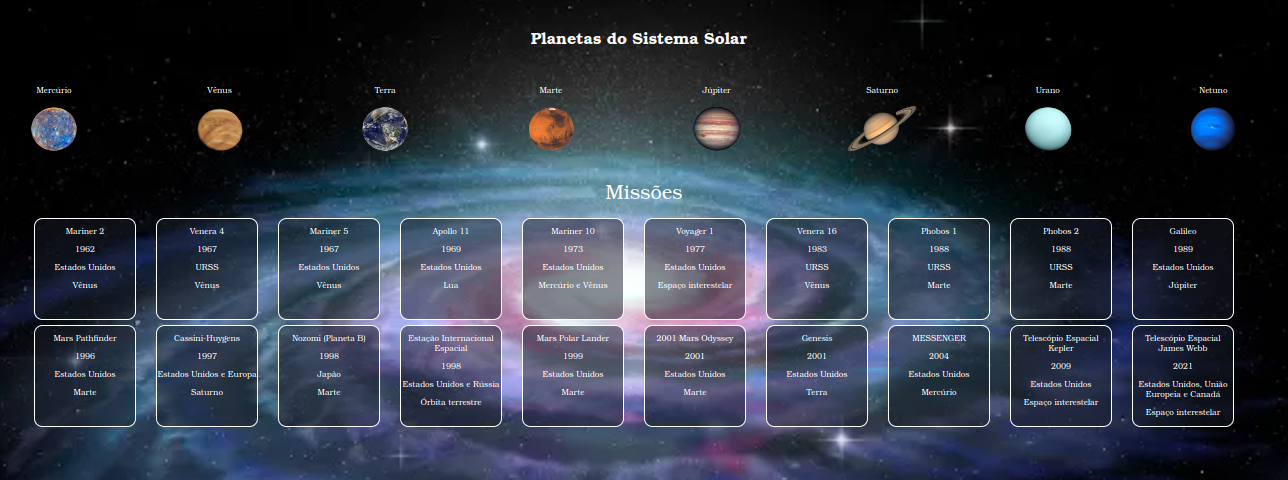 Planetas do Sistema Solar
Mercúrio
Vênus
Terra
Marte
Júpiter
Saturno
Urano
Netuno
Missões
Mariner 2
1962
Estados Unidos
Vênus
Venera 4
1967
URSS
Vênus
Mariner 5
1967
Estados Unidos
Vênus
Apollo 11
1969
Estados Unidos
Lua
Mariner 10
1973
Estados Unidos
Mercúrio e Vênus
Voyager 1
1977
Estados Unidos
Espaço interestelar
Venera 16
1983
URSS
Vênus
Phobos 1
1988
URSS
Marte
Phobos 2
1988
URSS
Marte
Galileo
1989
Estados Unidos
Júpiter
Mars Pathfinder
1996
Estados Unidos
Marte
Cassini-Huygens
1997
Estados Unidos e Europa
Saturno
Nozomi (Planeta B)
1998
Japão
Marte
Estação Internacional
Espacial
1998
Estados Unidos e Rússia
Órbita terrestre
Mars Polar Lander
1999
Estados Unidos
Marte
2001 Mars Odyssey
2001
Estados Unidos
Marte
Genesis
2001
Estados Unidos
Terra
MESSENGER
2004
Estados Unidos
Mercúrio
Telescópio Espacial
Kepler
2009
Estados Unidos
Espaço interestelar
Telescópio Espacial
James Webb
2021
Estados Unidos, União
Europeia e Canadá
Espaço interestelar